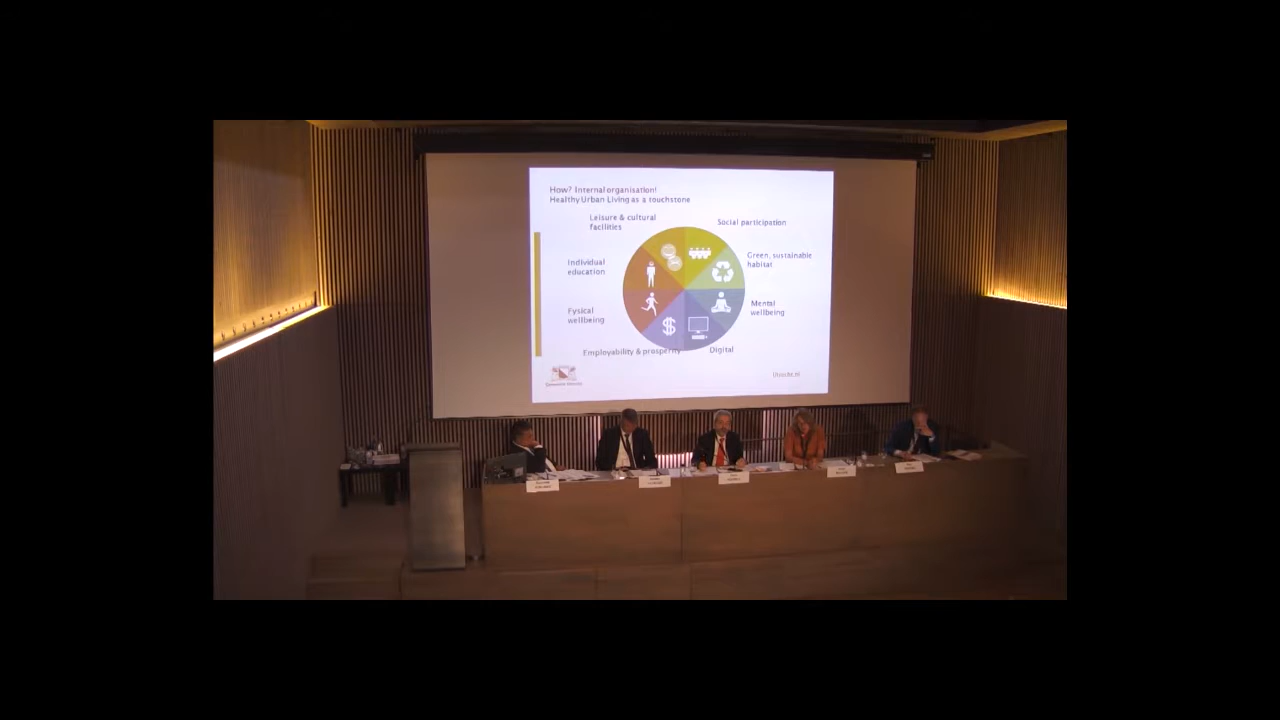 How? Internal organisation!
Healthy Urban Living as a touchstone
Leisure & cultural
facilities
Social participation
Individual
education
Green, sustainable
habitat
Fysical
wellbeing
Mental
wellbeing
Employability & prosperity
Digital
Utrecht.nl